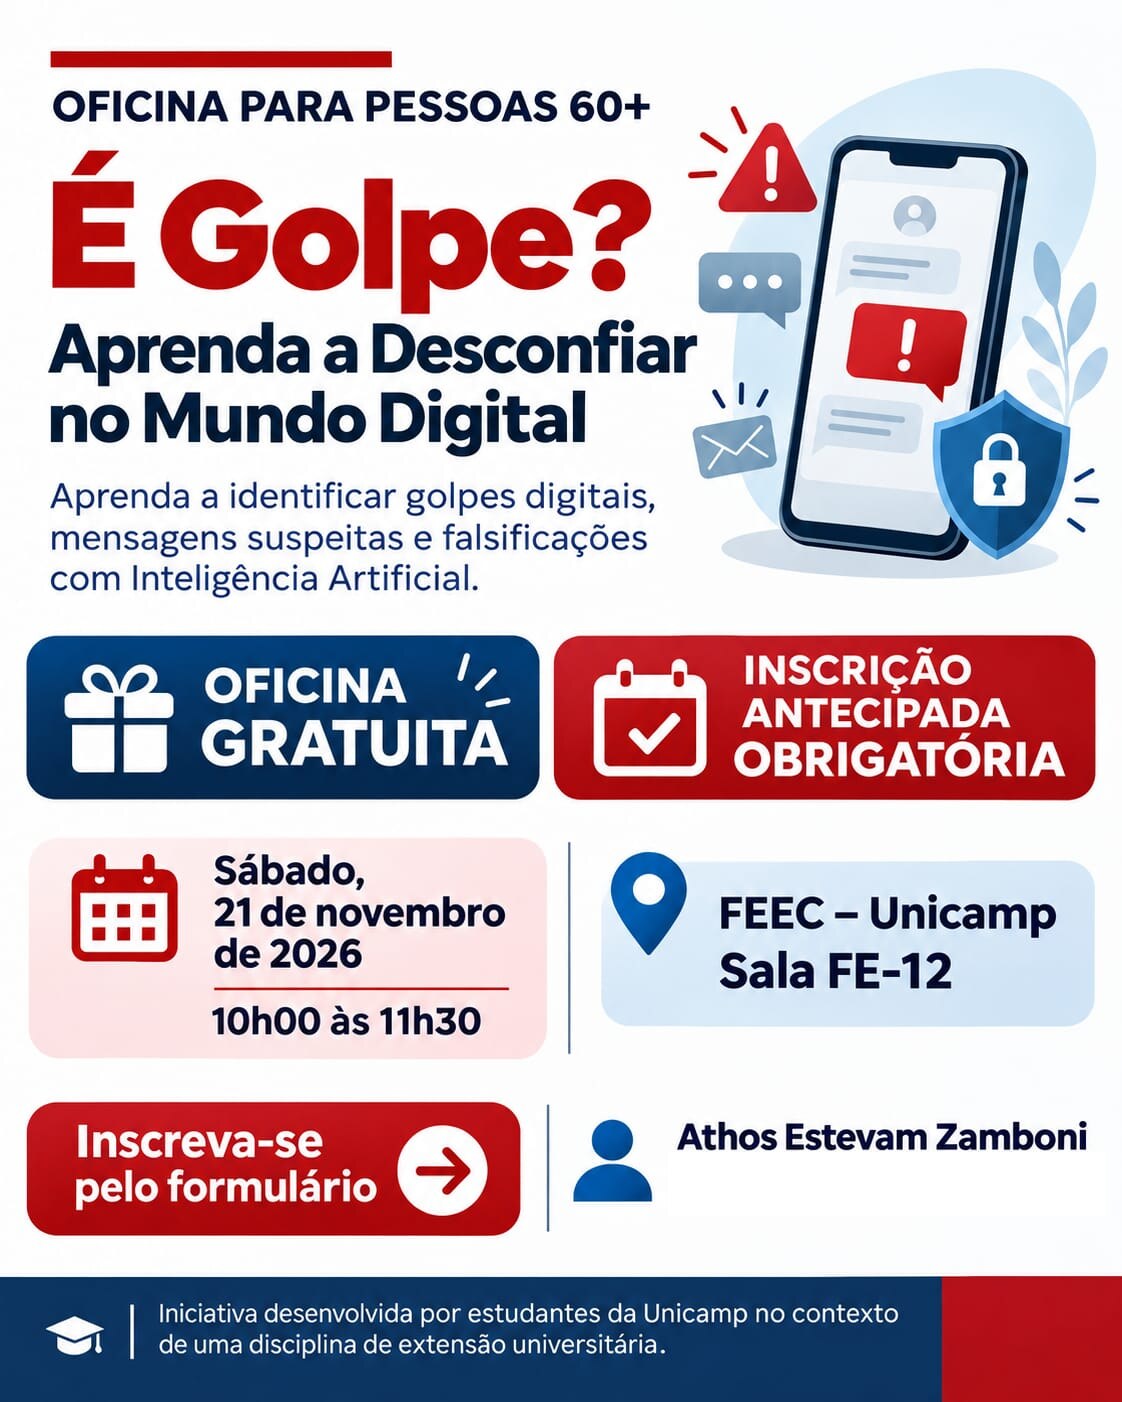 OFICINA PARA PESSOAS 60+
É Golpe?
Aprenda a Desconfiar
no Mundo Digital
Aprenda a identificar golpes digitais,
mensagens suspeitas e falsificações
com Inteligência Artificial.
OFICINA
GRATUITA
INSCRIÇÃO
ANTECIPADA
OBRIGATÓRIA
Sábado,
21 de novembro
de 2026
10h00 às 11h30
FEEC – Unicamp
Sala FE-12
Inscreva-se
pelo formulário
Athos Estevam Zamboni
Iniciativa desenvolvida por estudantes da Unicamp no contexto
de uma disciplina de extensão universitária.